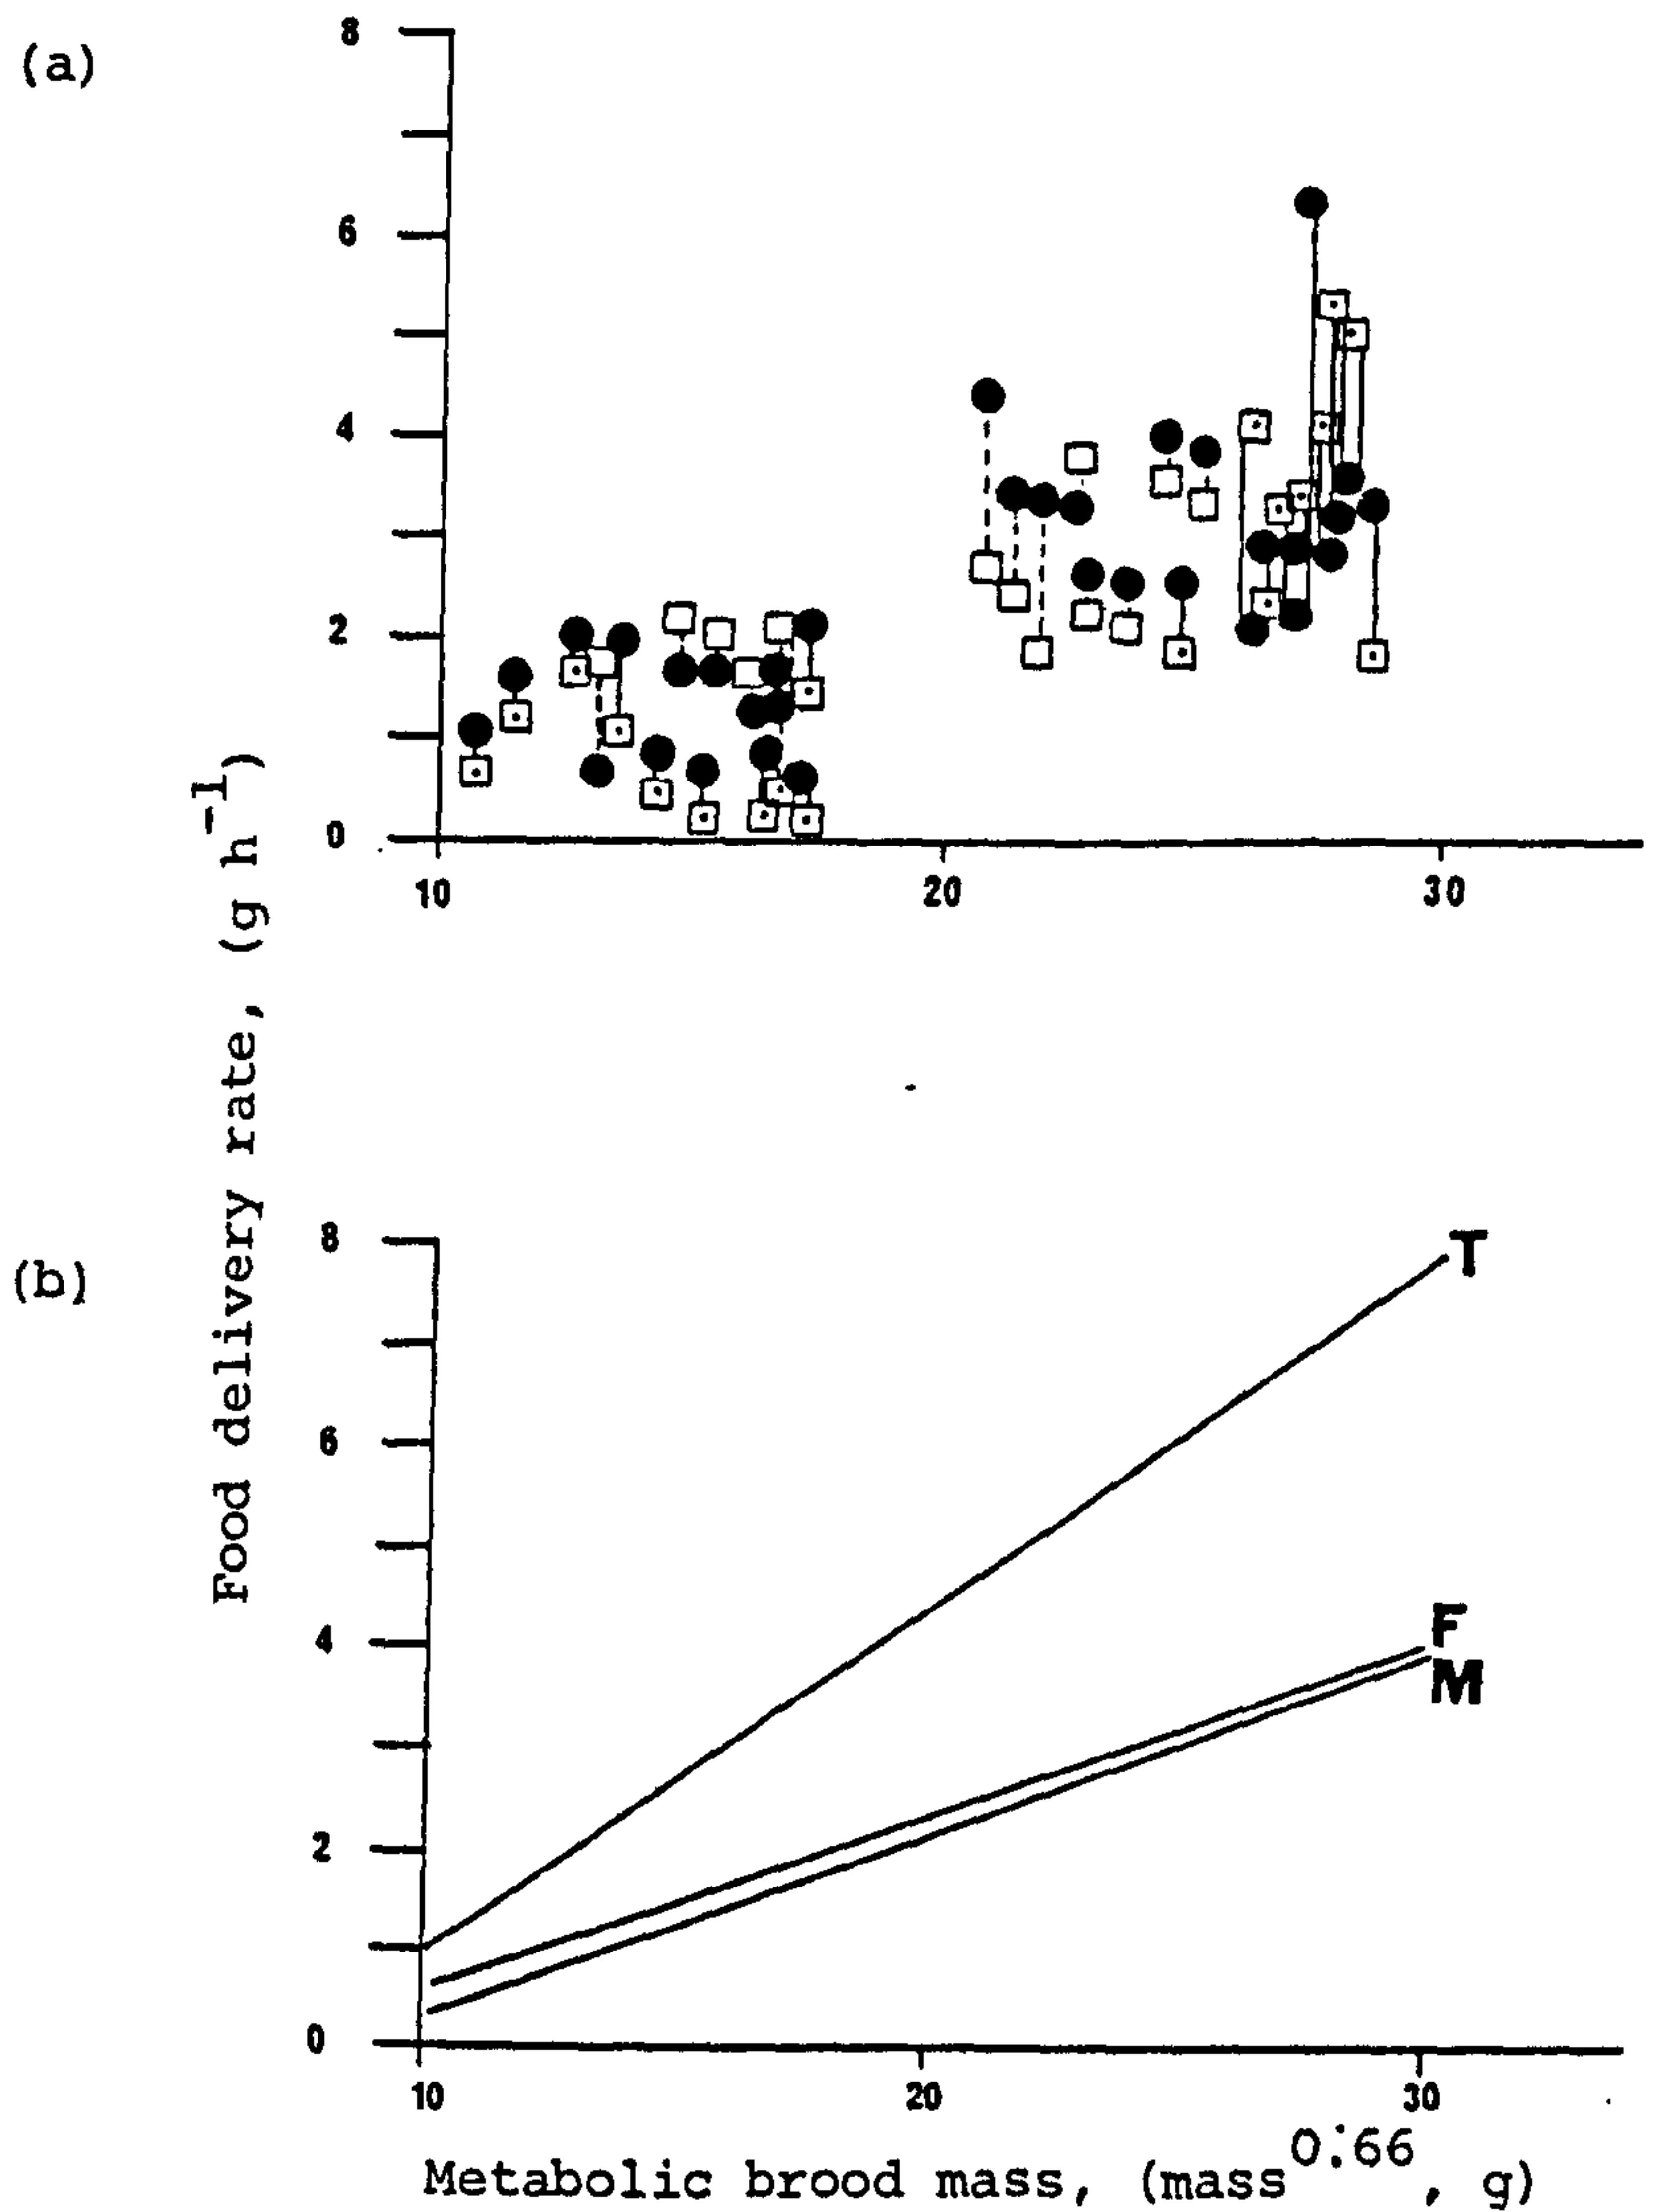 (a)
8
6
4
2
0
10 20 30
Food delivery rate, (g h⁻¹)
(b)
8
6
4
2
0
T
F
M
10 20 30
Metabolic brood mass, (mass⁰·⁶⁶, g)